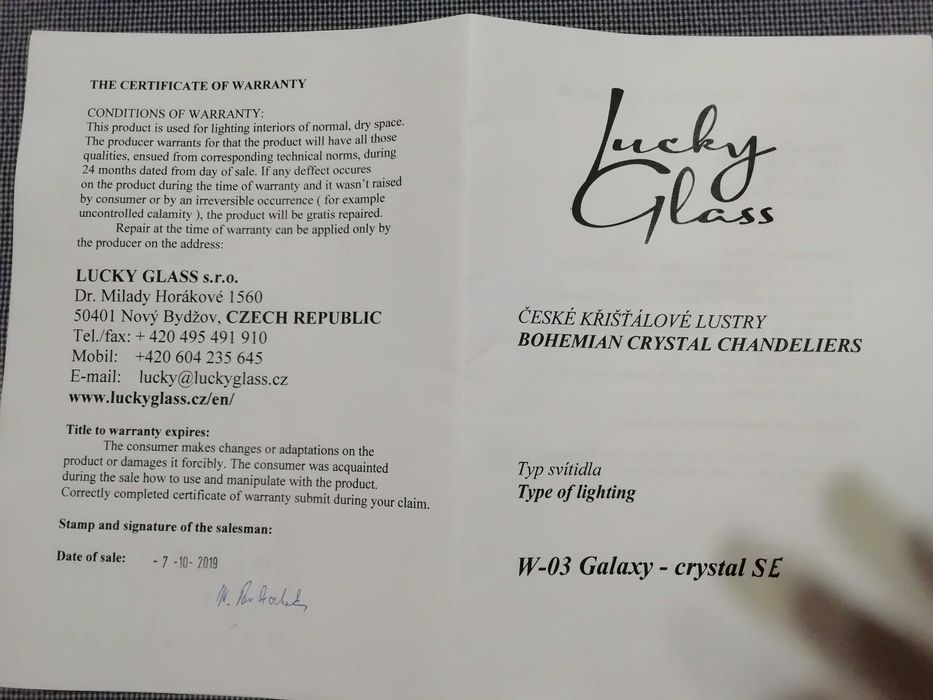 THE CERTIFICATE OF WARRANTY
CONDITIONS OF WARRANTY:
This product is used for lighting interiors of normal, dry space.
The producer warrants for that the product will have all those
qualities, ensued from corresponding technical norms, during
24 months dated from day of sale. If any deffect occures
on the product during the time of warranty and it wasn't raised
by consumer or by an irreversible occurrence ( for example
uncontrolled calamity ), the product will be gratis repaired.
Repair at the time of warranty can be applied only by
the producer on the address:
LUCKY GLASS s.r.o.
Dr. Milady Horákové 1560
50401 Nový Bydžov, CZECH REPUBLIC
Tel./fax: + 420 495 491 910
Mobil: +420 604 235 645
E-mail: lucky@luckyglass.cz
www.luckyglass.cz/en/
Title to warranty expires:
The consumer makes changes or adaptations on the
product or damages it forcibly. The consumer was acquainted
during the sale how to use and manipulate with the product.
Correctly completed certificate of warranty submit during your claim.
Stamp and signature of the salesman:
Date of sale: - 7 -10- 2019
Lucky
Glass
ČESKÉ KŘIŠŤÁLOVÉ LUSTRY
BOHEMIAN CRYSTAL CHANDELIERS
Typ svítidla
Type of lighting
W-03 Galaxy - crystal SE